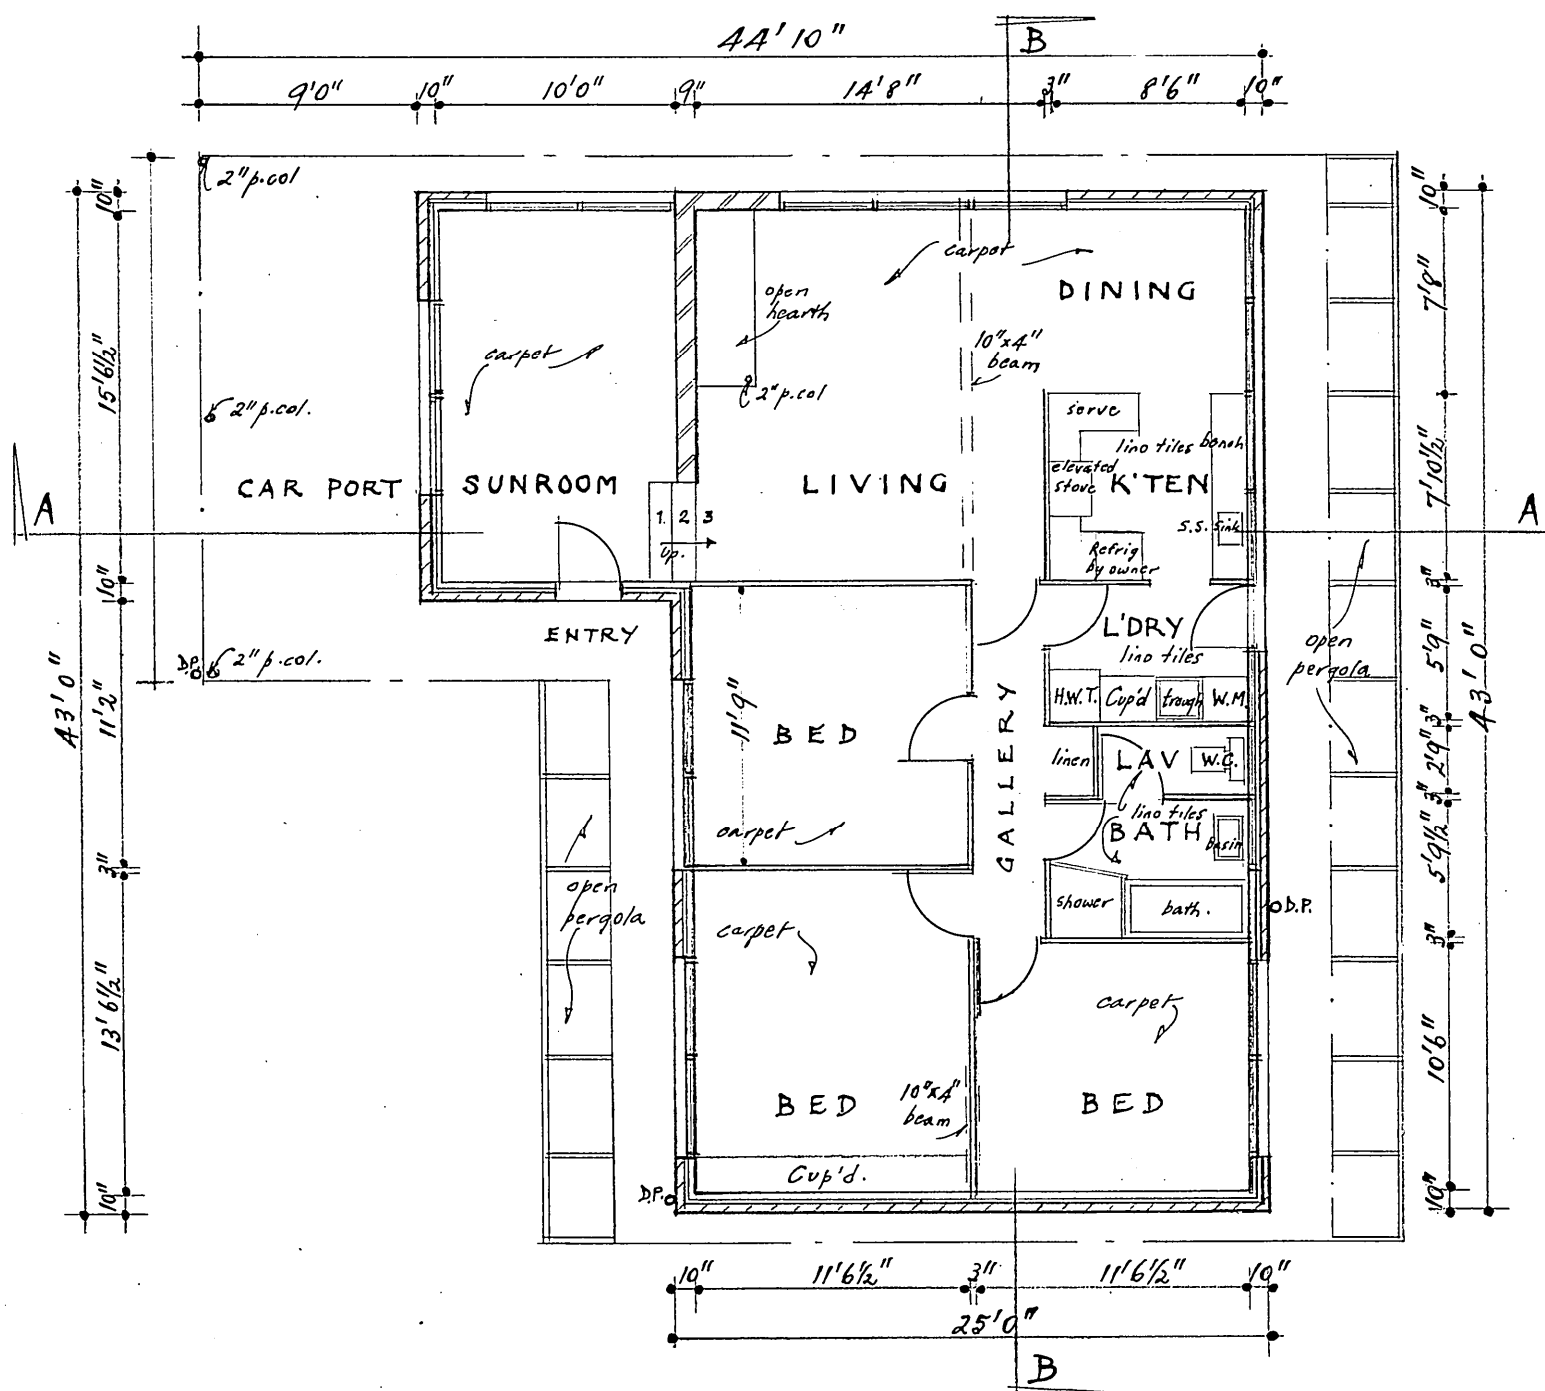 44'10"
B
9'0" 10" 10'0" 9" 14'8" 3" 8'6" 10"
2"p.col
carpet
DINING
open
hearth
10"x4"
beam
carpet
2"p.col
2"p.col.
serve
lino tiles bench
elevated
stove
CAR PORT
SUNROOM
LIVING
K'TEN
A
A
1. 2 3
up.
S.S. Sink
Refrig
by owner
ENTRY
L'DRY
lino tiles
open
pergola
D.P.
2"p.col.
H.W.T. Cup'd trough W.M.
11'9"
BED
GALLERY
linen
LAV
W.C.
lino tiles
carpet
BATH
Basin
open
pergola
shower
bath.
D.P.
carpet
carpet
BED
10"x4"
beam
BED
Cup'd.
D.P.
43'0"
10"
15'6½"
10"
11'2"
3"
13'6½"
10"
10"
7'8"
7'10½"
3"
5'9"
3"
2'9"
3"
5'9½"
3"
10'6"
10"
43'0"
10" 11'6½" 3" 11'6½" 10"
25'0"
B